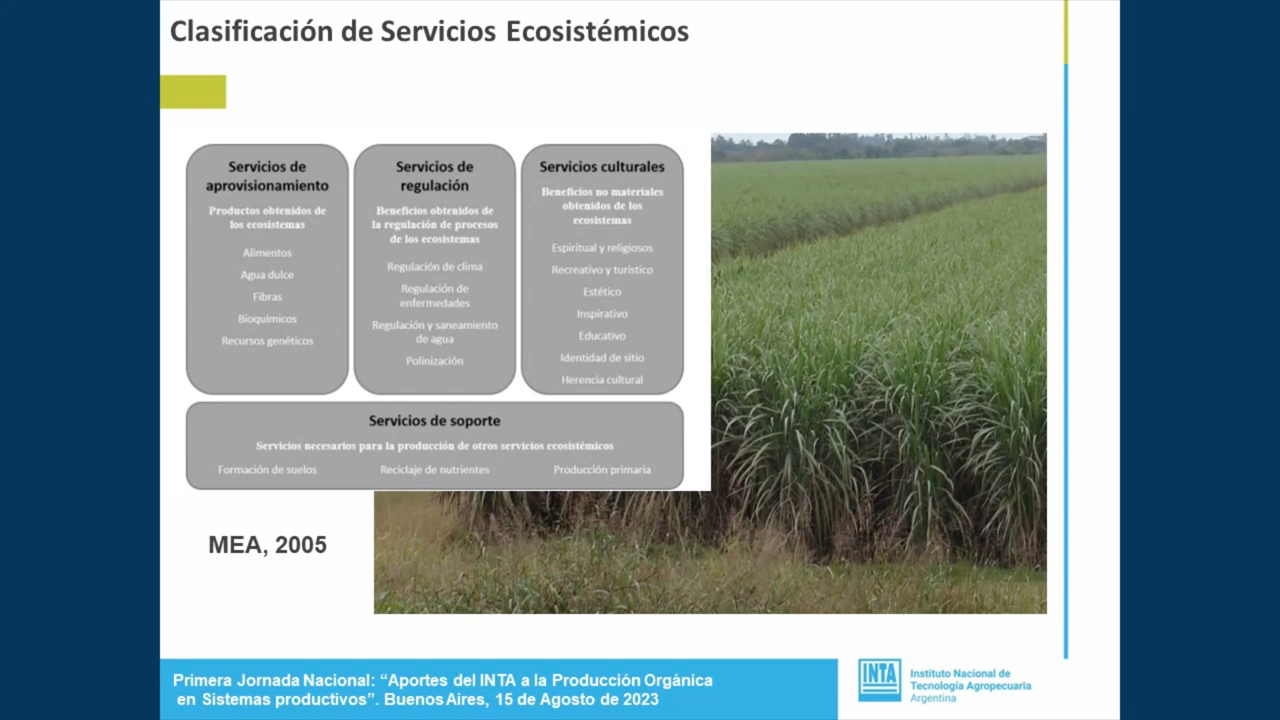 Clasificación de Servicios Ecosistémicos
Servicios de
aprovisionamiento
Productos obtenidos de
los ecosistemas
Alimentos
Agua dulce
Fibras
Bioquímicos
Recursos genéticos
Servicios de
regulación
Beneficios obtenidos de
la regulación de procesos
de los ecosistemas
Regulación de clima
Regulación de
enfermedades
Regulación y saneamiento
de agua
Polinización
Servicios culturales
Beneficios no materiales
obtenidos de los
ecosistemas
Espiritual y religiosos
Recreativo y turístico
Estético
Inspirativo
Educativo
Identidad de sitio
Herencia cultural
Servicios de soporte
Servicios necesarios para la producción de otros servicios ecosistémicos
Formación de suelos
Reciclaje de nutrientes
Producción primaria
MEA, 2005
Primera Jornada Nacional: “Aportes del INTA a la Producción Orgánica
en Sistemas productivos”. Buenos Aires, 15 de Agosto de 2023
INTA
Instituto Nacional de
Tecnología Agropecuaria
Argentina